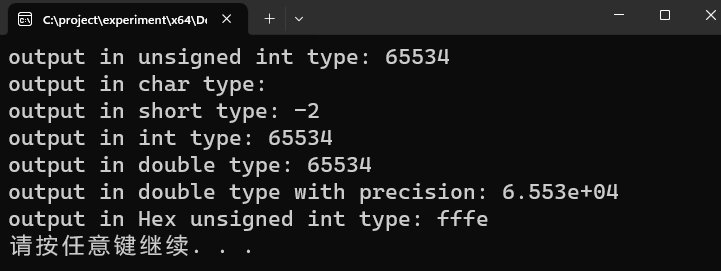 C:\project\experiment\x64\De
output in unsigned int type: 65534
output in char type:
output in short type: -2
output in int type: 65534
output in double type: 65534
output in double type with precision: 6.553e+04
output in Hex unsigned int type: fffe
请按任意键继续. . .